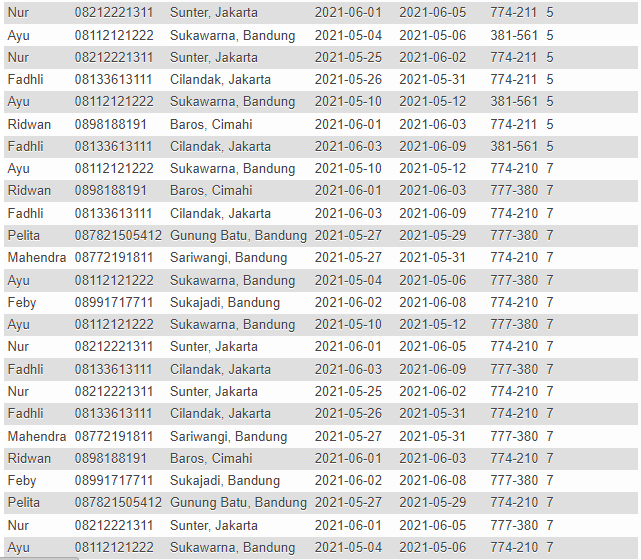 Nur 08212221311 Sunter, Jakarta 2021-06-01 2021-06-05 774-211 5
Ayu 08112121222 Sukawarna, Bandung 2021-05-04 2021-05-06 381-561 5
Nur 08212221311 Sunter, Jakarta 2021-05-25 2021-06-02 774-211 5
Fadhli 08133613111 Cilandak, Jakarta 2021-05-26 2021-05-31 774-211 5
Ayu 08112121222 Sukawarna, Bandung 2021-05-10 2021-05-12 381-561 5
Ridwan 0898188191 Baros, Cimahi 2021-06-01 2021-06-03 774-211 5
Fadhli 08133613111 Cilandak, Jakarta 2021-06-03 2021-06-09 381-561 5
Ayu 08112121222 Sukawarna, Bandung 2021-05-10 2021-05-12 774-210 7
Ridwan 0898188191 Baros, Cimahi 2021-06-01 2021-06-03 777-380 7
Fadhli 08133613111 Cilandak, Jakarta 2021-06-03 2021-06-09 774-210 7
Pelita 087821505412 Gunung Batu, Bandung 2021-05-27 2021-05-29 777-380 7
Mahendra 08772191811 Sariwangi, Bandung 2021-05-27 2021-05-31 774-210 7
Ayu 08112121222 Sukawarna, Bandung 2021-05-04 2021-05-06 777-380 7
Feby 08991717711 Sukajadi, Bandung 2021-06-02 2021-06-08 774-210 7
Ayu 08112121222 Sukawarna, Bandung 2021-05-10 2021-05-12 777-380 7
Nur 08212221311 Sunter, Jakarta 2021-06-01 2021-06-05 774-210 7
Fadhli 08133613111 Cilandak, Jakarta 2021-06-03 2021-06-09 777-380 7
Nur 08212221311 Sunter, Jakarta 2021-05-25 2021-06-02 774-210 7
Fadhli 08133613111 Cilandak, Jakarta 2021-05-26 2021-05-31 774-210 7
Mahendra 08772191811 Sariwangi, Bandung 2021-05-27 2021-05-31 777-380 7
Ridwan 0898188191 Baros, Cimahi 2021-06-01 2021-06-03 774-210 7
Feby 08991717711 Sukajadi, Bandung 2021-06-02 2021-06-08 777-380 7
Pelita 087821505412 Gunung Batu, Bandung 2021-05-27 2021-05-29 774-210 7
Nur 08212221311 Sunter, Jakarta 2021-06-01 2021-06-05 777-380 7
Ayu 08112121222 Sukawarna, Bandung 2021-05-04 2021-05-06 774-210 7